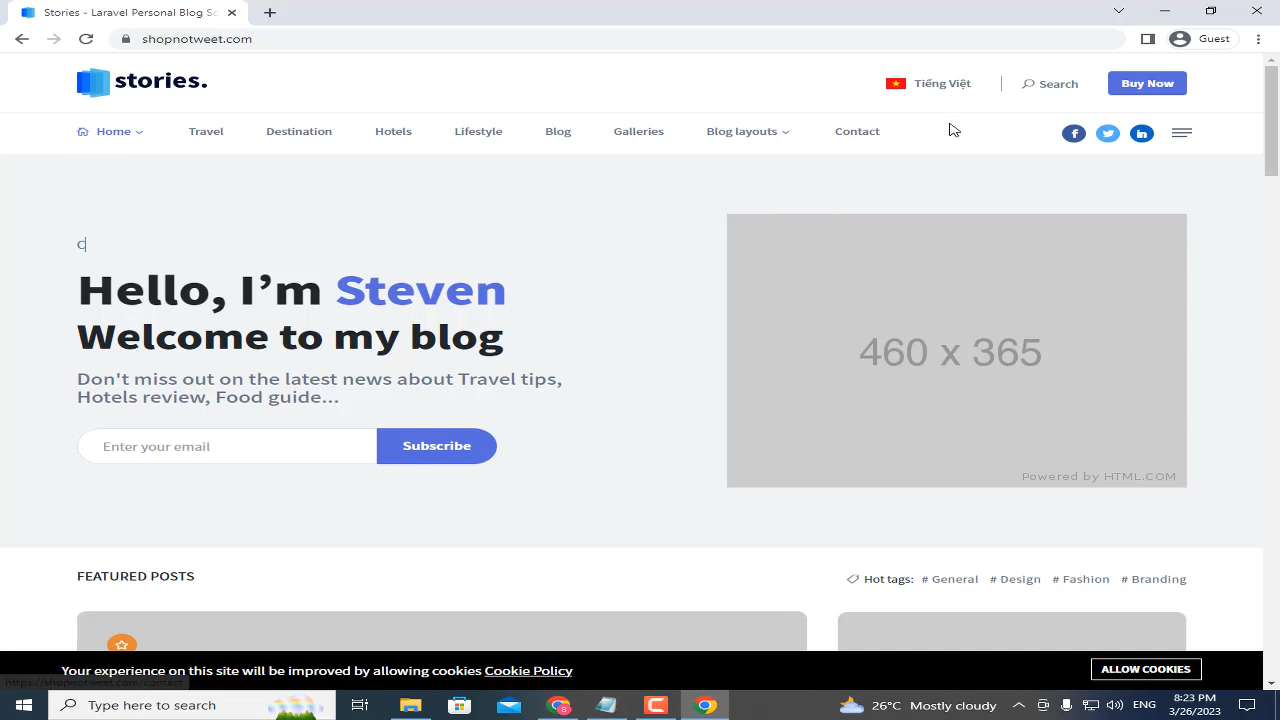 Stories - Laravel Personal Blog Sc
shopnotweet.com
Guest
stories.
Tiếng Việt
Search
Buy Now
Home
Travel
Destination
Hotels
Lifestyle
Blog
Galleries
Blog layouts
Contact
C
Hello, I’m Steven
Welcome to my blog
Don't miss out on the latest news about Travel tips,
Hotels review, Food guide...
Enter your email
Subscribe
460 x 365
Powered by HTML.COM
FEATURED POSTS
Hot tags: # General # Design # Fashion # Branding
Your experience on this site will be improved by allowing cookies Cookie Policy
ALLOW COOKIES
https://shopnotweet.com/contact
Type here to search
26°C Mostly cloudy
ENG
8:23 PM
3/26/2023